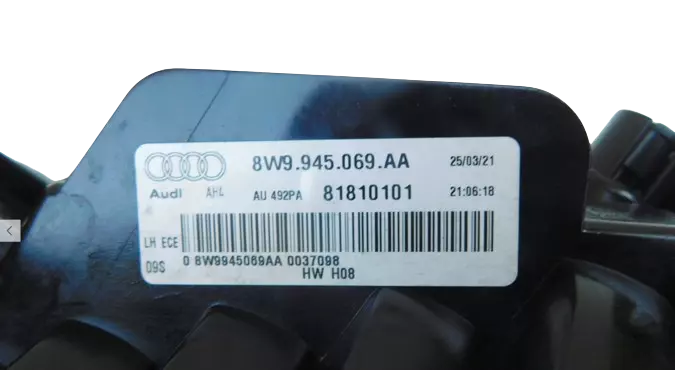 8W9.945.069.AA 25/03/21
Audi AHL AU 492PA 81810101 21:06:18
LH ECE
09S 0 8W9945069AA 0037098
HW H08